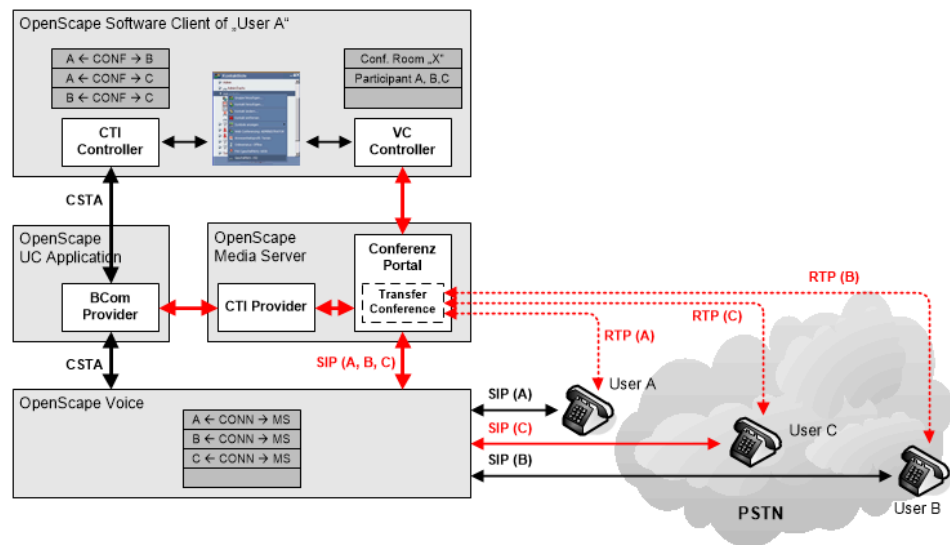 OpenScape Software Client of „User A"
A ← CONF → B
A ← CONF → C
B ← CONF → C
Conf. Room „X"
Participant A, B,C
CTI
Controller
VC
Controller
CSTA
OpenScape
UC Application
OpenScape
Media Server
Conferenz
Portal
BCom
Provider
CTI Provider
Transfer
Conference
RTP (B)
RTP (C)
RTP (A)
CSTA
SIP (A, B, C)
OpenScape Voice
A ← CONN → MS
B ← CONN → MS
C ← CONN → MS
SIP (A)
SIP (C)
SIP (B)
User A
User C
User B
PSTN